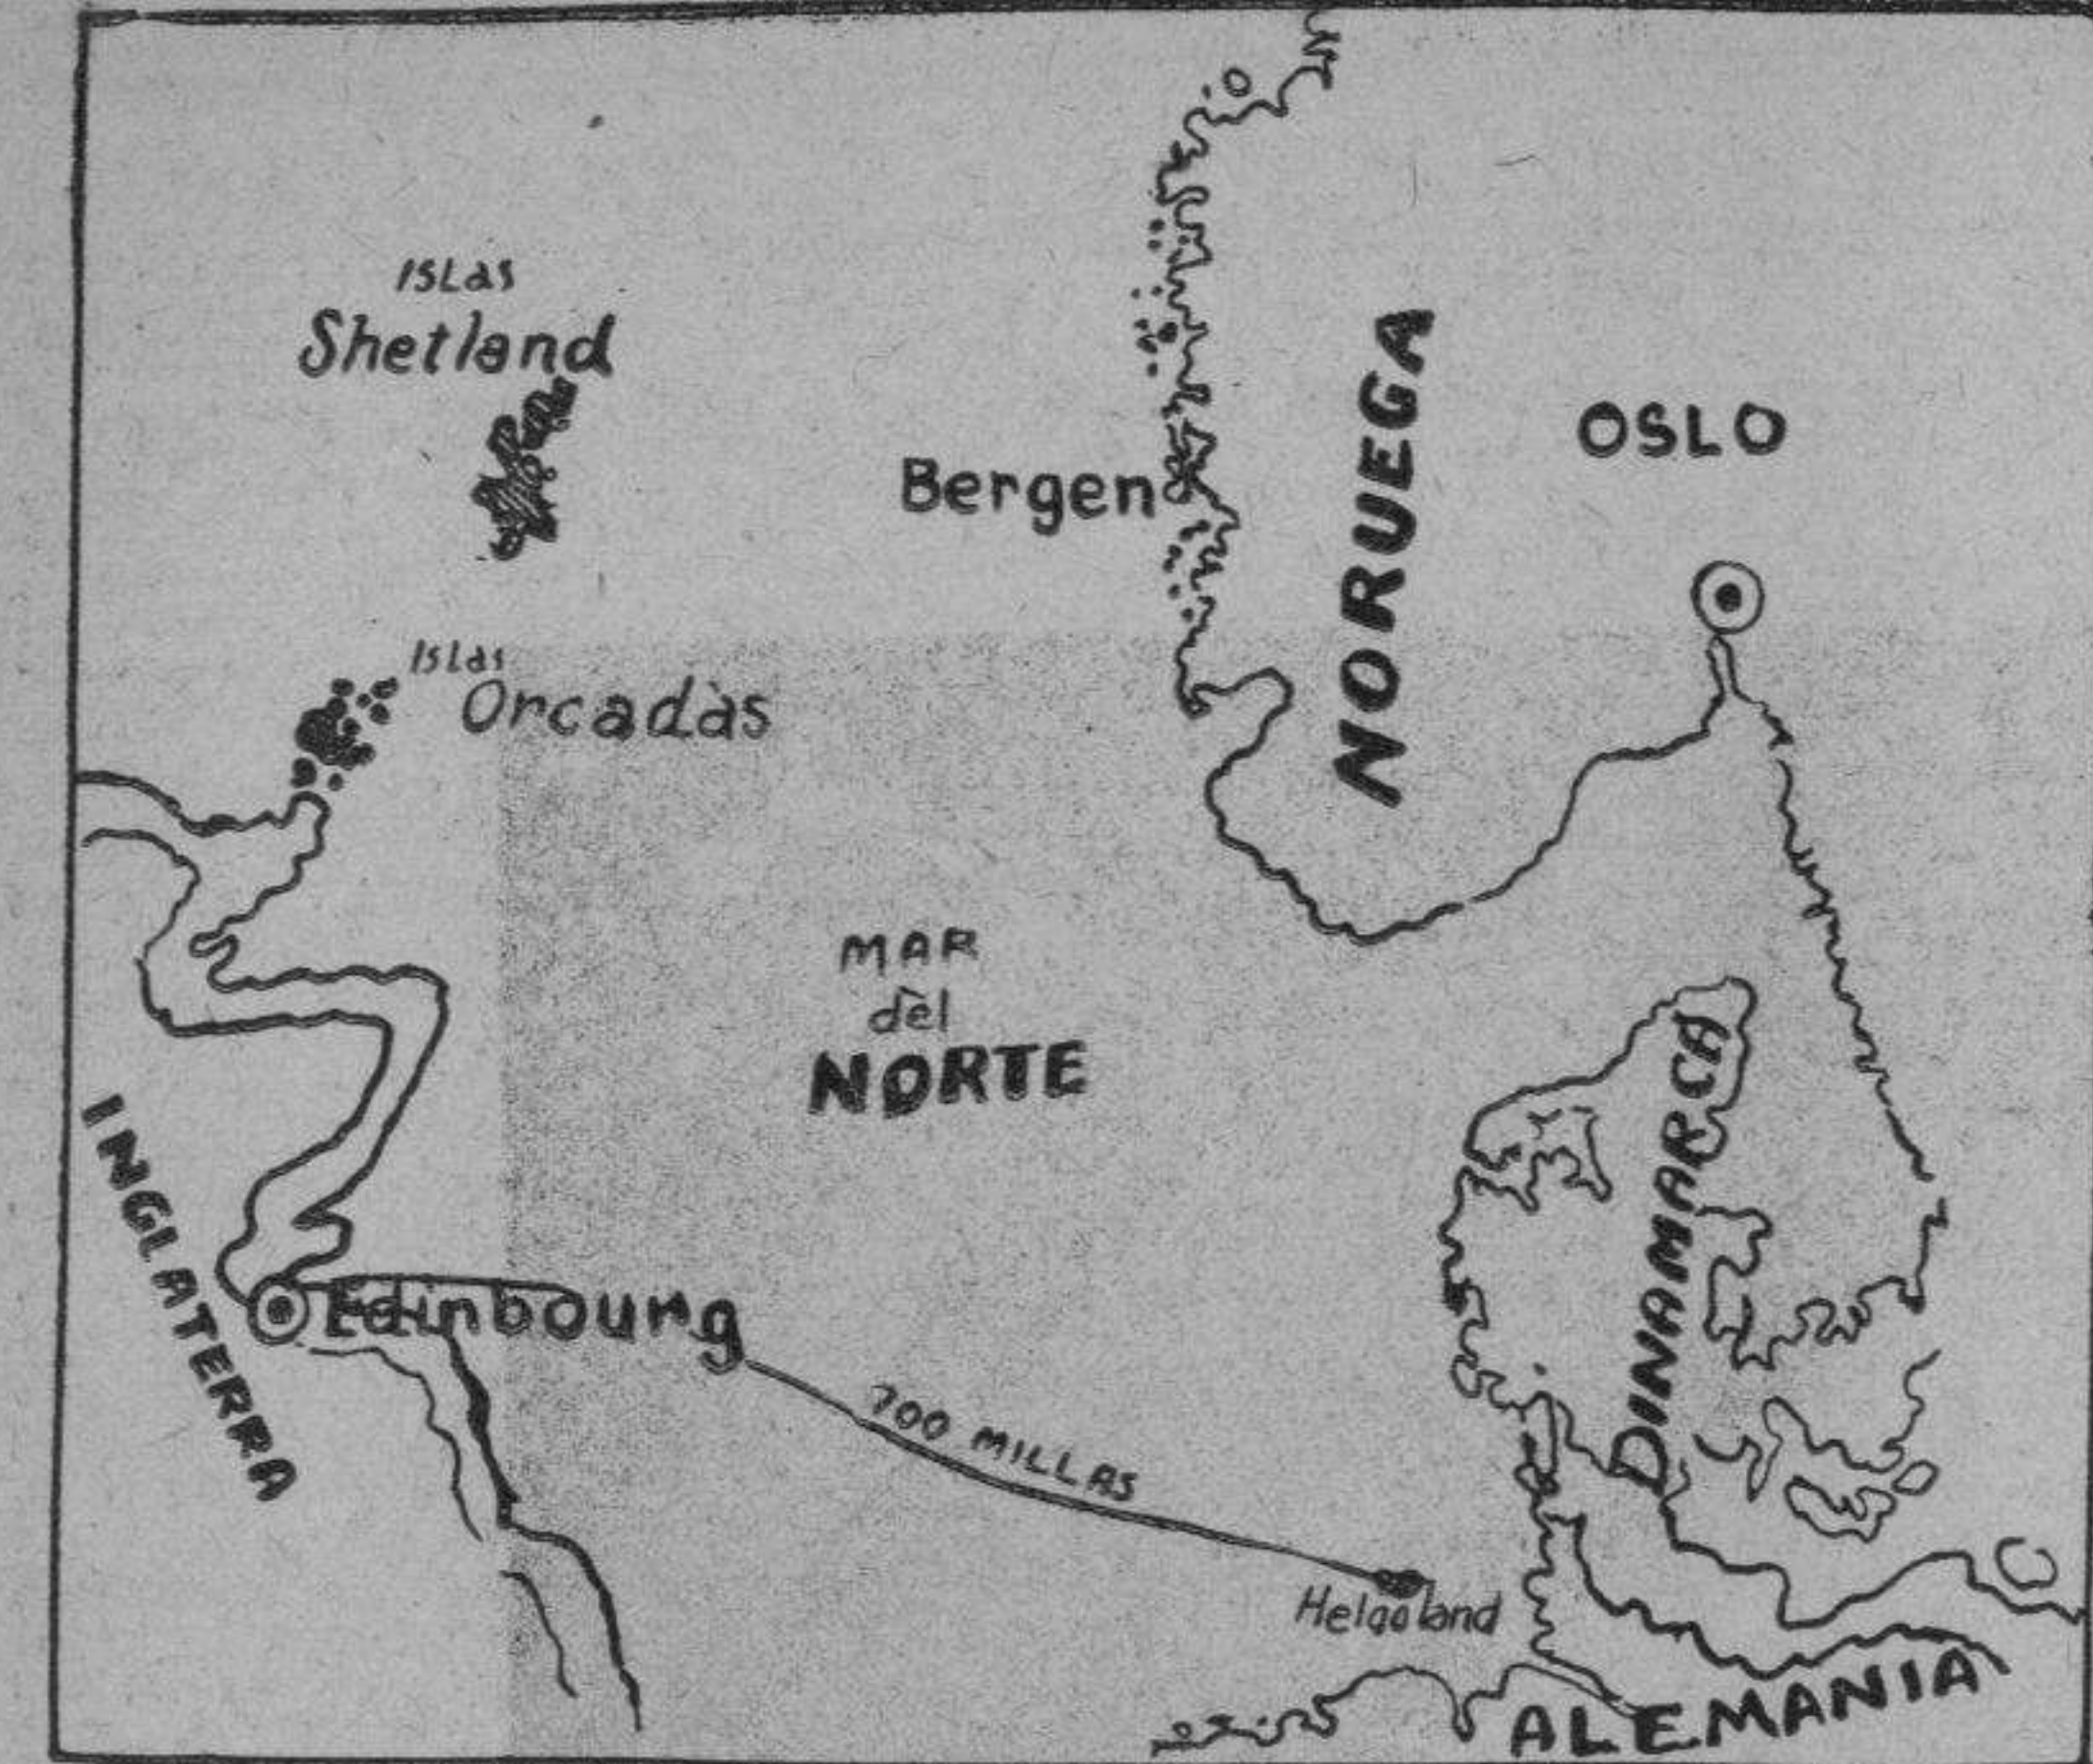 ISLas
Shetland
Bergen
NORUEGA
OSLO
Islas
Orcadas
MAR
del
NORTE
INGLATERRA
Edinbourg
700 MILLAS
DINAMARCA
Helgoland
ALEMANIA